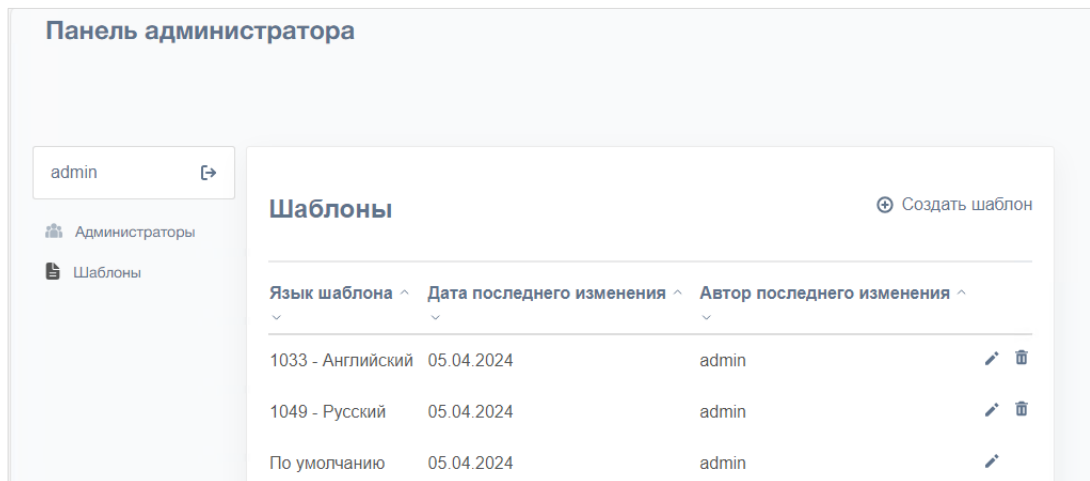 Панель администратора
admin
Шаблоны
Создать шаблон
Администраторы
Шаблоны
Язык шаблона Дата последнего изменения Автор последнего изменения
1033 - Английский 05.04.2024 admin
1049 - Русский 05.04.2024 admin
По умолчанию 05.04.2024 admin